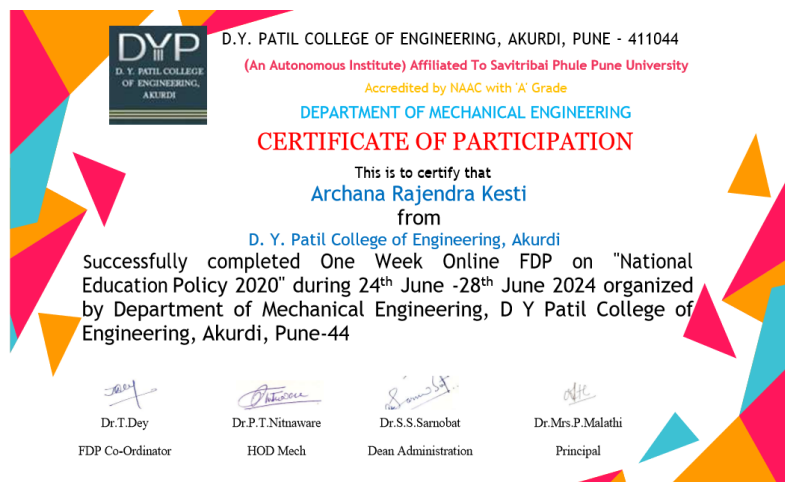 DYP
D. Y. PATIL COLLEGE
OF ENGINEERING,
AKURDI
D.Y. PATIL COLLEGE OF ENGINEERING, AKURDI, PUNE - 411044
(An Autonomous Institute) Affiliated To Savitribai Phule Pune University
Accredited by NAAC with 'A' Grade
DEPARTMENT OF MECHANICAL ENGINEERING
CERTIFICATE OF PARTICIPATION
This is to certify that
Archana Rajendra Kesti
from
D. Y. Patil College of Engineering, Akurdi
Successfully completed One Week Online FDP on "National
Education Policy 2020" during 24th June -28th June 2024 organized
by Department of Mechanical Engineering, D Y Patil College of
Engineering, Akurdi, Pune-44
Dr.T.Dey Dr.P.T.Nitnaware Dr.S.S.Sarnobat Dr.Mrs.P.Malathi
FDP Co-Ordinator HOD Mech Dean Administration Principal